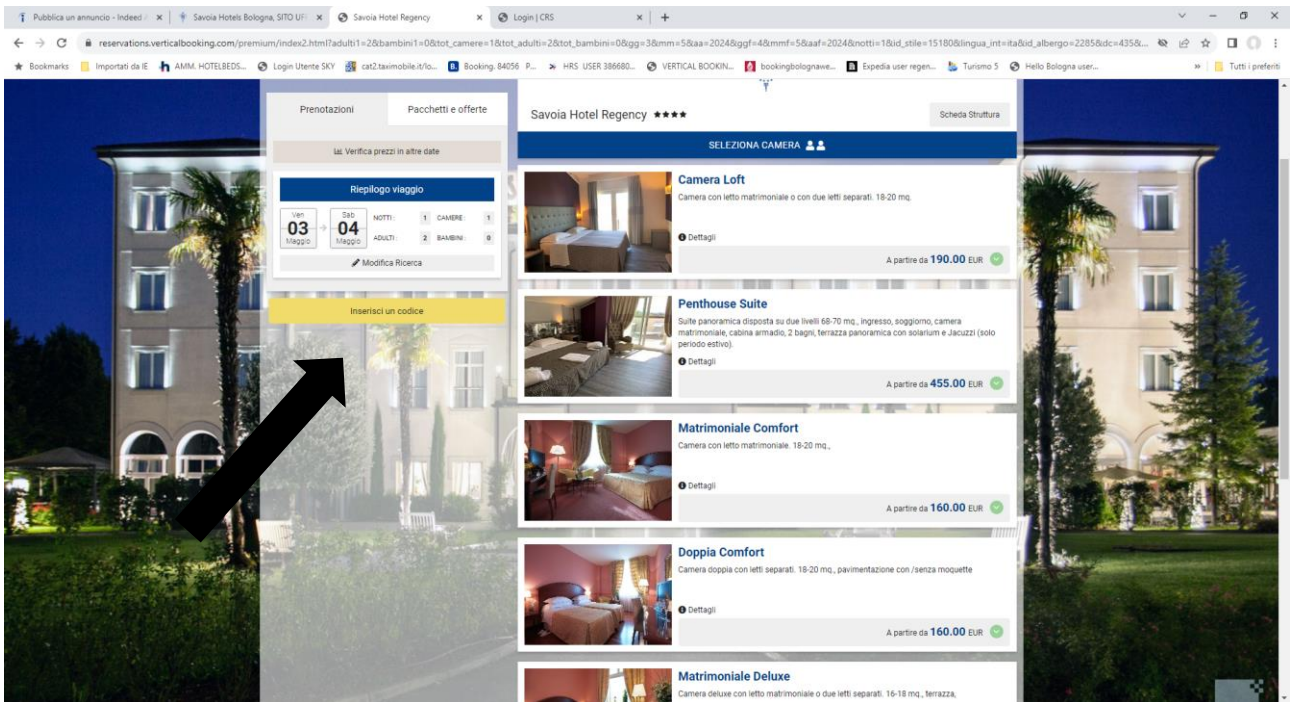 Pubblica un annuncio - Indeed /
Savoia Hotels Bologna, SITO UFF
Savoia Hotel Regency
Login | CRS
reservations.verticalbooking.com/premium/index2.html?adulti1=2&bambini1=0&tot_camere=1&tot_adulti=2&tot_bambini=0&gg=3&mm=5&aa=2024&ggf=4&mmf=5&aaf=2024&notti=1&id_stile=15180&lingua_int=ita&id_albergo=2285&dc=435&...
Bookmarks
Importati da IE
AMM. HOTELBEDS...
Login Utente SKY
cat2.taximobile.it/lo...
Booking. 84056 P...
HRS USER 386680...
VERTICAL BOOKIN...
bookingbolognawe...
Expedia user regen...
Turismo 5
Hello Bologna user...
»
Tutti i preferiti
Prenotazioni
Pacchetti e offerte
Verifica prezzi in altre date
Riepilogo viaggio
Ven
03
Maggio
Sab
04
Maggio
NOTTI: 1 CAMERE: 1
ADULTI: 2 BAMBINI: 0
Modifica Ricerca
Inserisci un codice
Savoia Hotel Regency ★★★★
Scheda Struttura
SELEZIONA CAMERA
Camera Loft
Camera con letto matrimoniale o con due letti separati. 18-20 mq.
Dettagli
A partire da 190.00 EUR
Penthouse Suite
Suite panoramica disposta su due livelli 68-70 mq., ingresso, soggiorno, camera
matrimoniale, cabina armadio, 2 bagni, terrazza panoramica con solarium e Jacuzzi (solo
periodo estivo).
Dettagli
A partire da 455.00 EUR
Matrimoniale Comfort
Camera con letto matrimoniale. 18-20 mq.,
Dettagli
A partire da 160.00 EUR
Doppia Comfort
Camera doppia con letti separati. 18-20 mq., pavimentazione con /senza moquette
Dettagli
A partire da 160.00 EUR
Matrimoniale Deluxe
Camera deluxe con letto matrimoniale o due letti separati. 16-18 mq., terrazza,